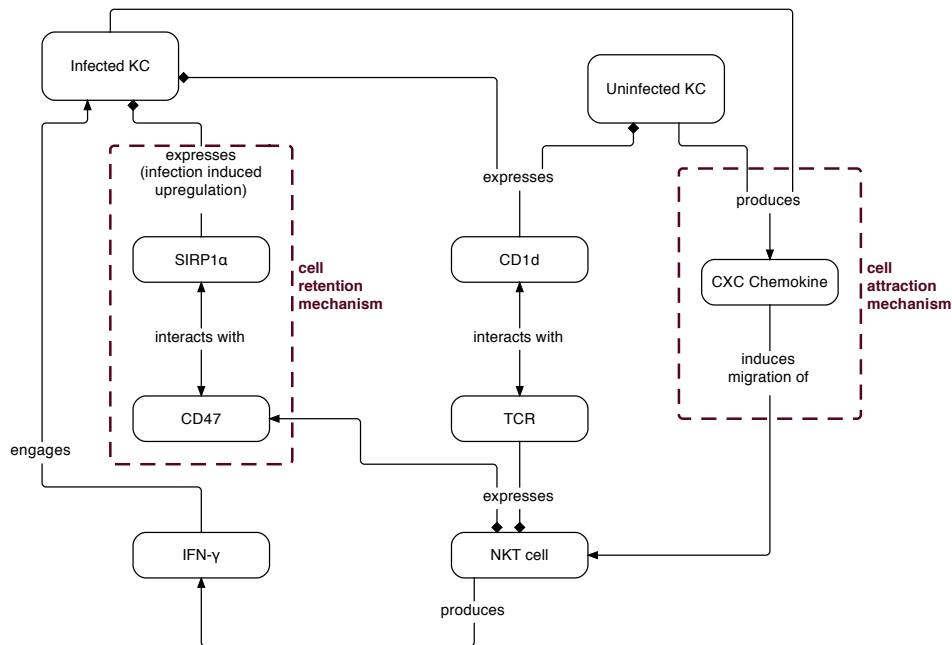 Infected KC
Uninfected KC
expresses
(infection induced
upregulation)
expresses
produces
SIRP1α
CD1d
CXC Chemokine
cell
retention
mechanism
cell
attraction
mechanism
interacts with
interacts with
induces
migration of
CD47
TCR
engages
expresses
IFN-γ
NKT cell
produces